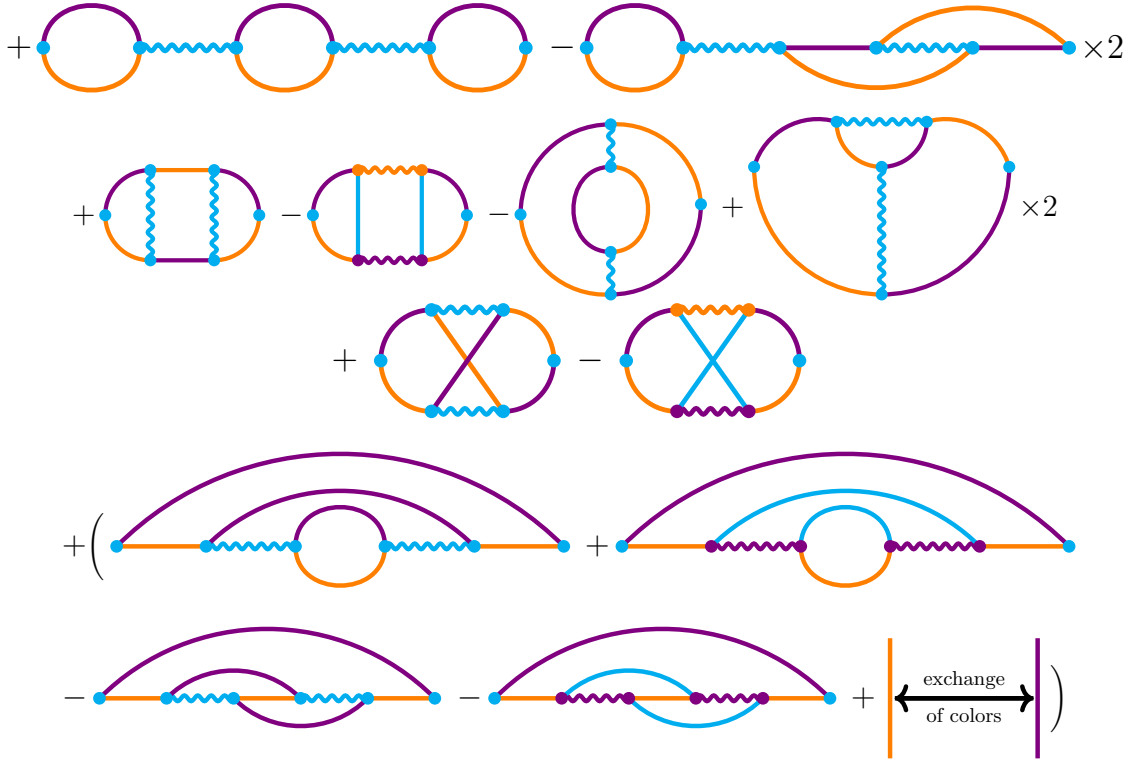 + − ×2
+ − − + ×2
+ −
+( +
− − + exchange of colors )